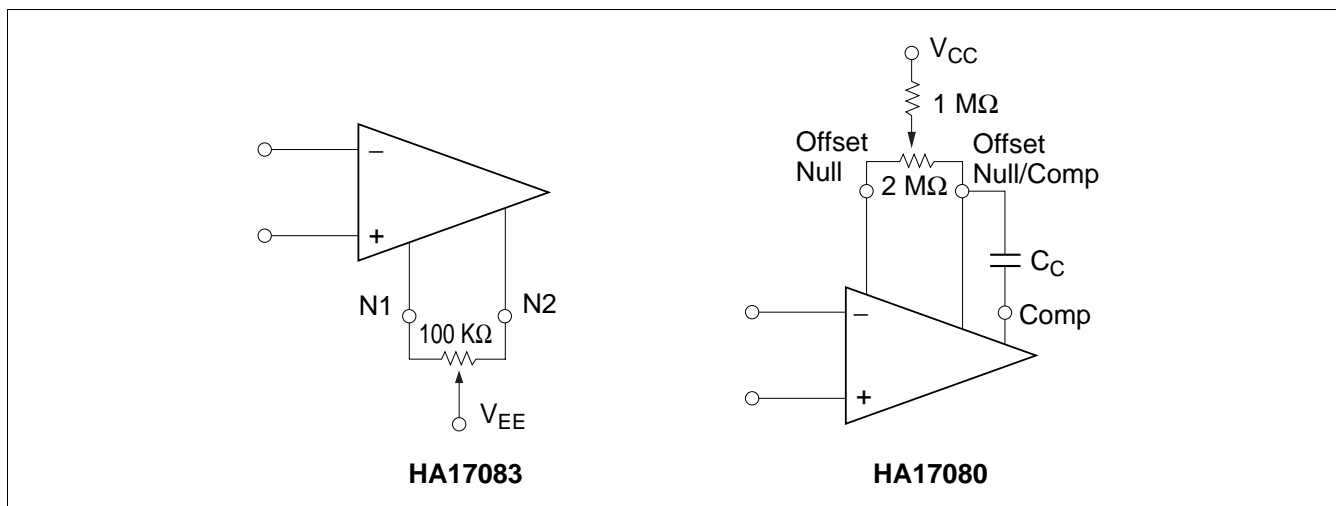 −
+
N1
N2
100 KΩ
V_EE
HA17083
V_CC
1 MΩ
Offset
Null
Offset
Null/Comp
2 MΩ
C_C
Comp
−
+
HA17080